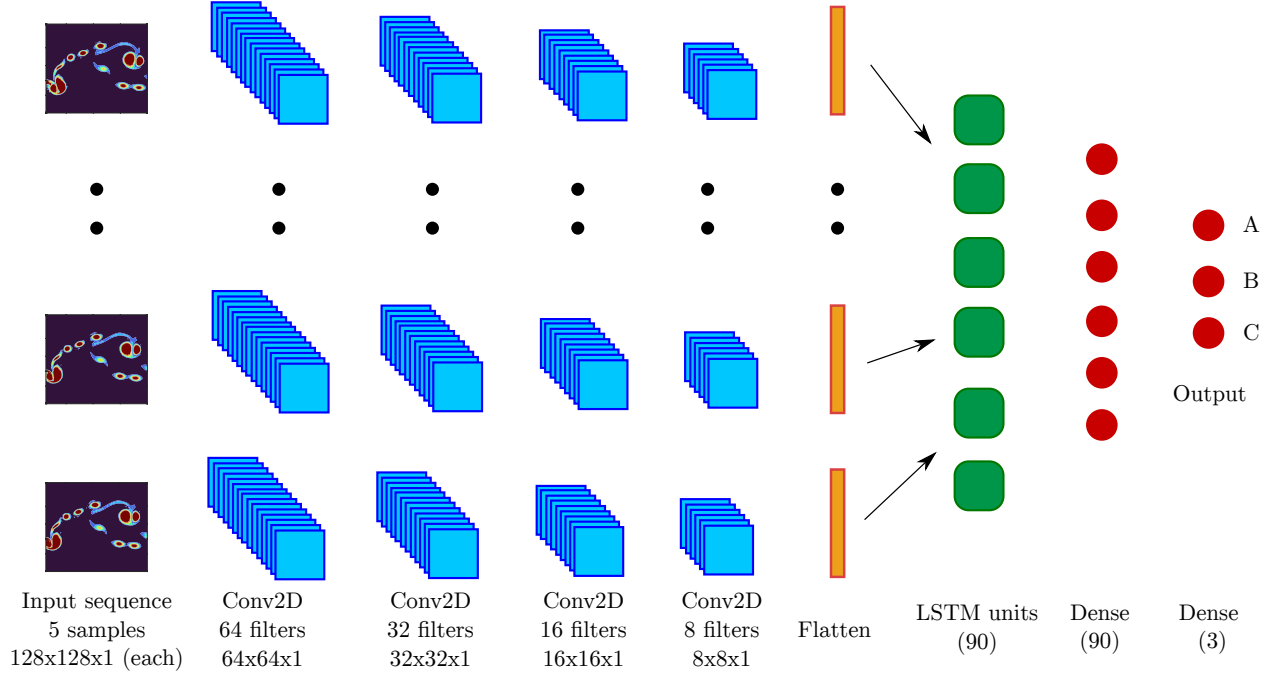 A
B
C
Output
Input sequence
5 samples
128x128x1 (each)
Conv2D
64 filters
64x64x1
Conv2D
32 filters
32x32x1
Conv2D
16 filters
16x16x1
Conv2D
8 filters
8x8x1
Flatten
LSTM units
(90)
Dense
(90)
Dense
(3)